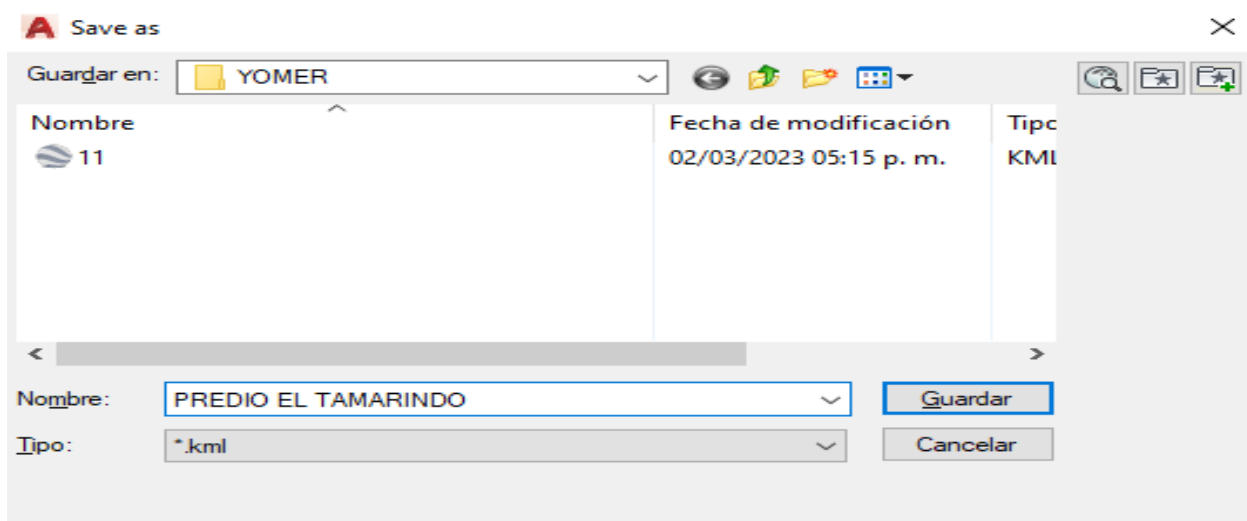 Save as
Guardar en: YOMER
Nombre Fecha de modificación Tipo
11 02/03/2023 05:15 p. m. KML
Nombre: PREDIO EL TAMARINDO Guardar
Tipo: *.kml Cancelar